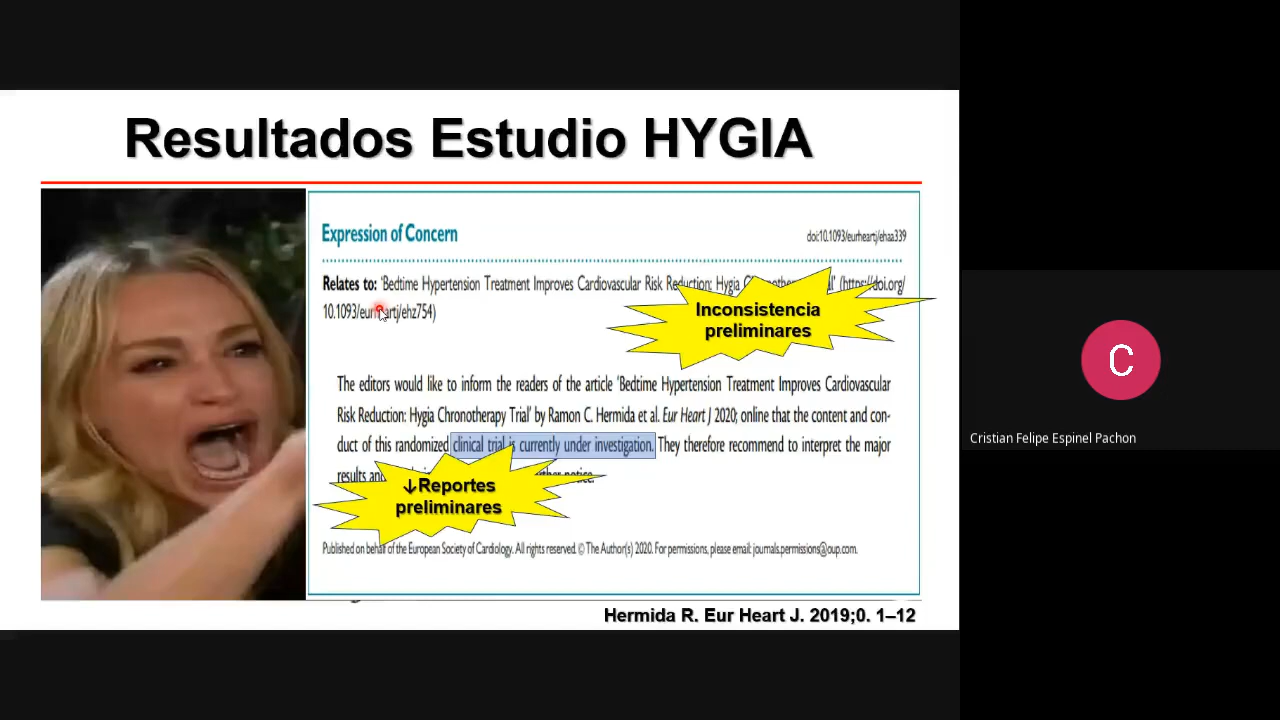 Resultados Estudio HYGIA
Expression of Concern
doi:10.1093/eurheartj/ehaa339
Relates to: 'Bedtime Hypertension Treatment Improves Cardiovascular Risk Reduction: Hygia (https://doi.org/
10.1093/eurheartj/ehz754)
Inconsistencia
preliminares
The editors would like to inform the readers of the article 'Bedtime Hypertension Treatment Improves Cardiovascular
Risk Reduction: Hygia Chronotherapy Trial' by Ramon C. Hermida et al. Eur Heart J 2020; online that the content and con-
duct of this randomized clinical trial is currently under investigation. They therefore recommend to interpret the major
results notice.
↓Reportes
preliminares
Published on behalf of the European Society of Cardiology. All rights reserved. © The Author(s) 2020. For permissions, please email: journals.permissions@oup.com.
Hermida R. Eur Heart J. 2019;0. 1–12
C
Cristian Felipe Espinel Pachon